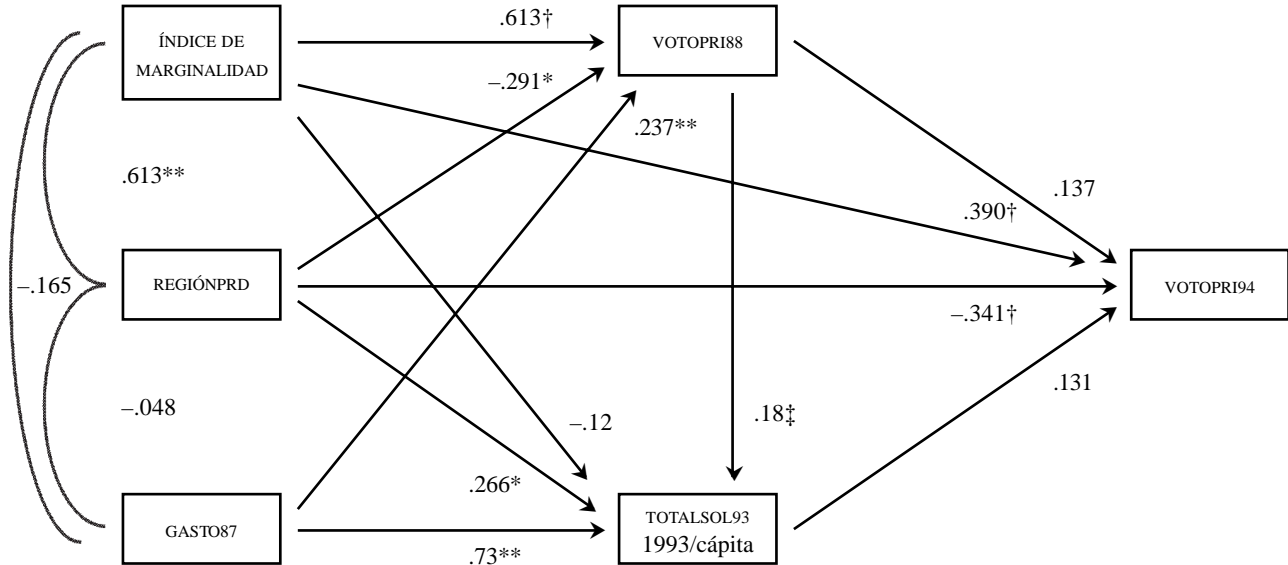 .613†
ÍNDICE DE
MARGINALIDAD
VOTOPRI88
–.291*
.237**
.613**
.137
.390†
–.165
REGIÓNPRD
VOTOPRI94
–.341†
.131
–.048
–.12
.18‡
.266*
GASTO87
TOTALSOL93
1993/cápita
.73**